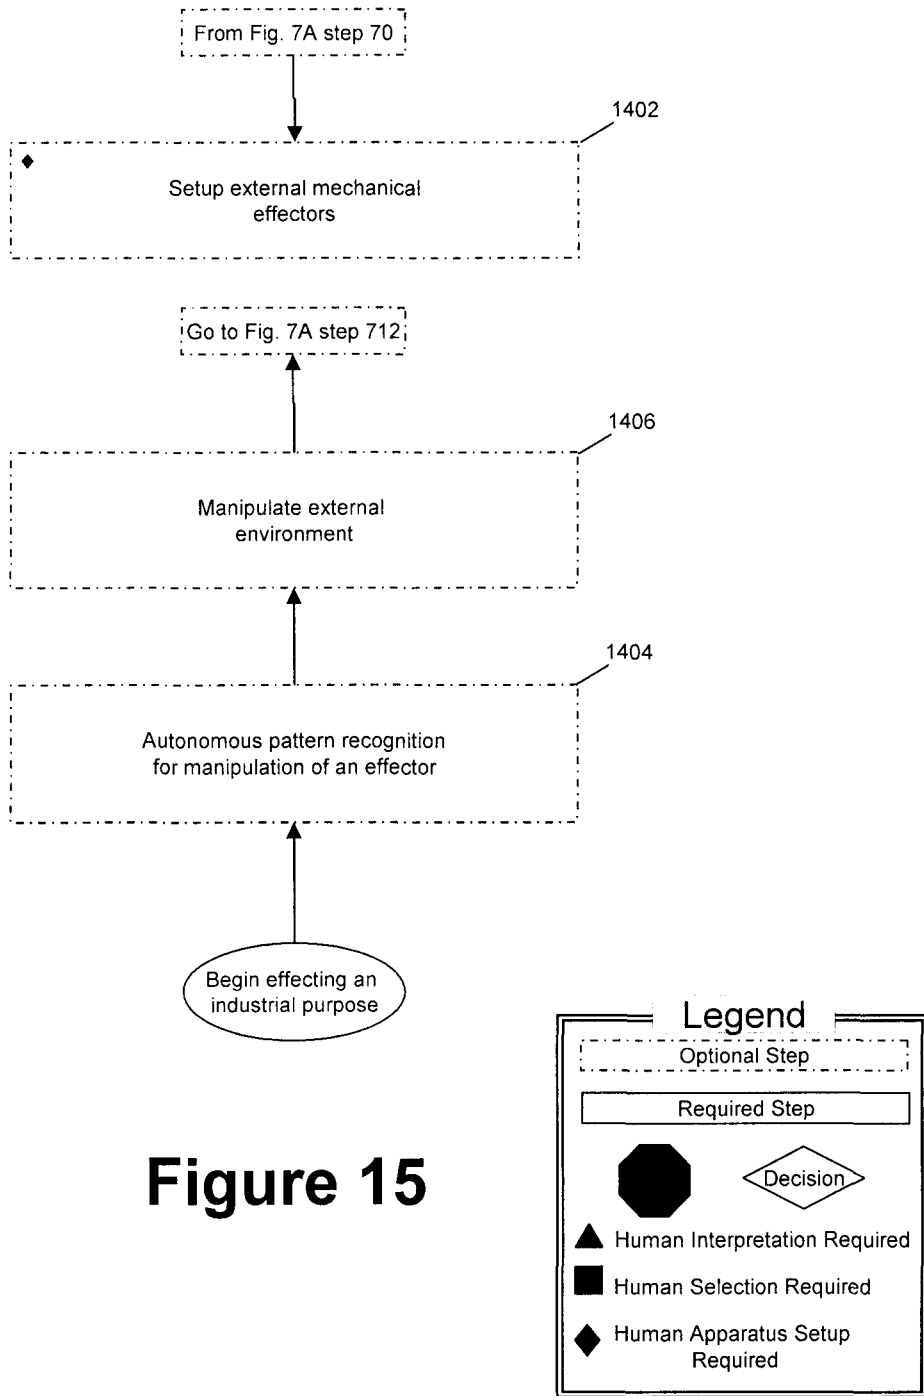 From Fig. 7A step 70
1402
Setup external mechanical
effectors
Go to Fig. 7A step 712
1406
Manipulate external
environment
1404
Autonomous pattern recognition
for manipulation of an effector
Begin effecting an
industrial purpose
Figure 15
Legend
Optional Step
Required Step
Decision
Human Interpretation Required
Human Selection Required
Human Apparatus Setup
Required